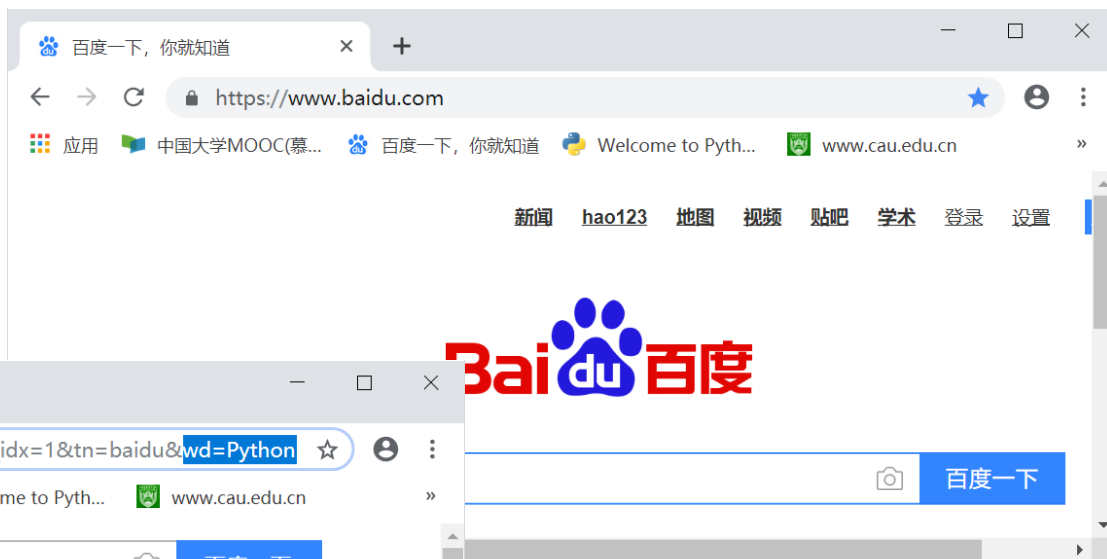 百度一下，你就知道
https://www.baidu.com
应用 中国大学MOOC(慕... 百度一下，你就知道 Welcome to Pyth... www.cau.edu.cn »
新闻 hao123 地图 视频 贴吧 学术 登录 设置
Bai du 百度
百度一下
idx=1&tn=baidu&wd=Python
me to Pyth... www.cau.edu.cn »